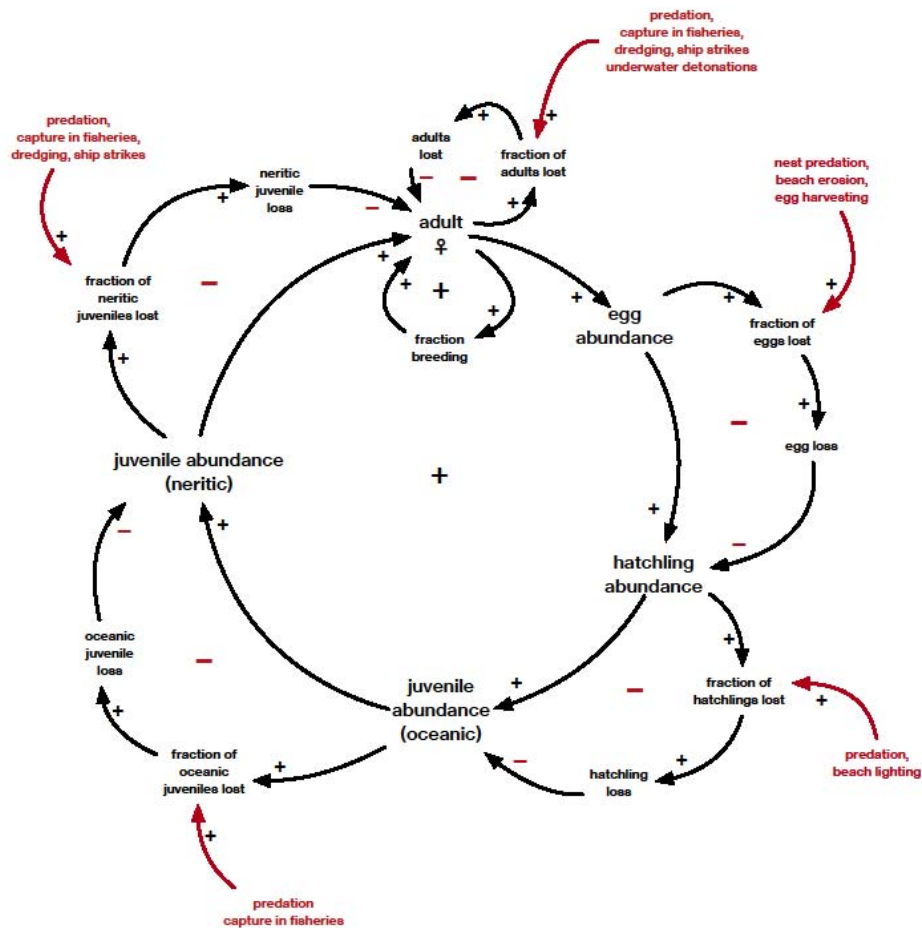 predation,
capture in fisheries,
dredging, ship strikes
underwater detonations
predation,
capture in fisheries,
dredging, ship strikes
adults
lost
fraction of
adults lost
neritic
juvenile
loss
adult
♀
nest predation,
beach erosion,
egg harvesting
fraction of
neritic
juveniles lost
fraction
breeding
egg
abundance
fraction of
eggs lost
egg loss
juvenile abundance
(neritic)
hatchling
abundance
oceanic
juvenile
loss
juvenile
abundance
(oceanic)
fraction of
hatchlings lost
fraction of
oceanic
juveniles lost
hatchling
loss
predation,
beach lighting
predation
capture in fisheries